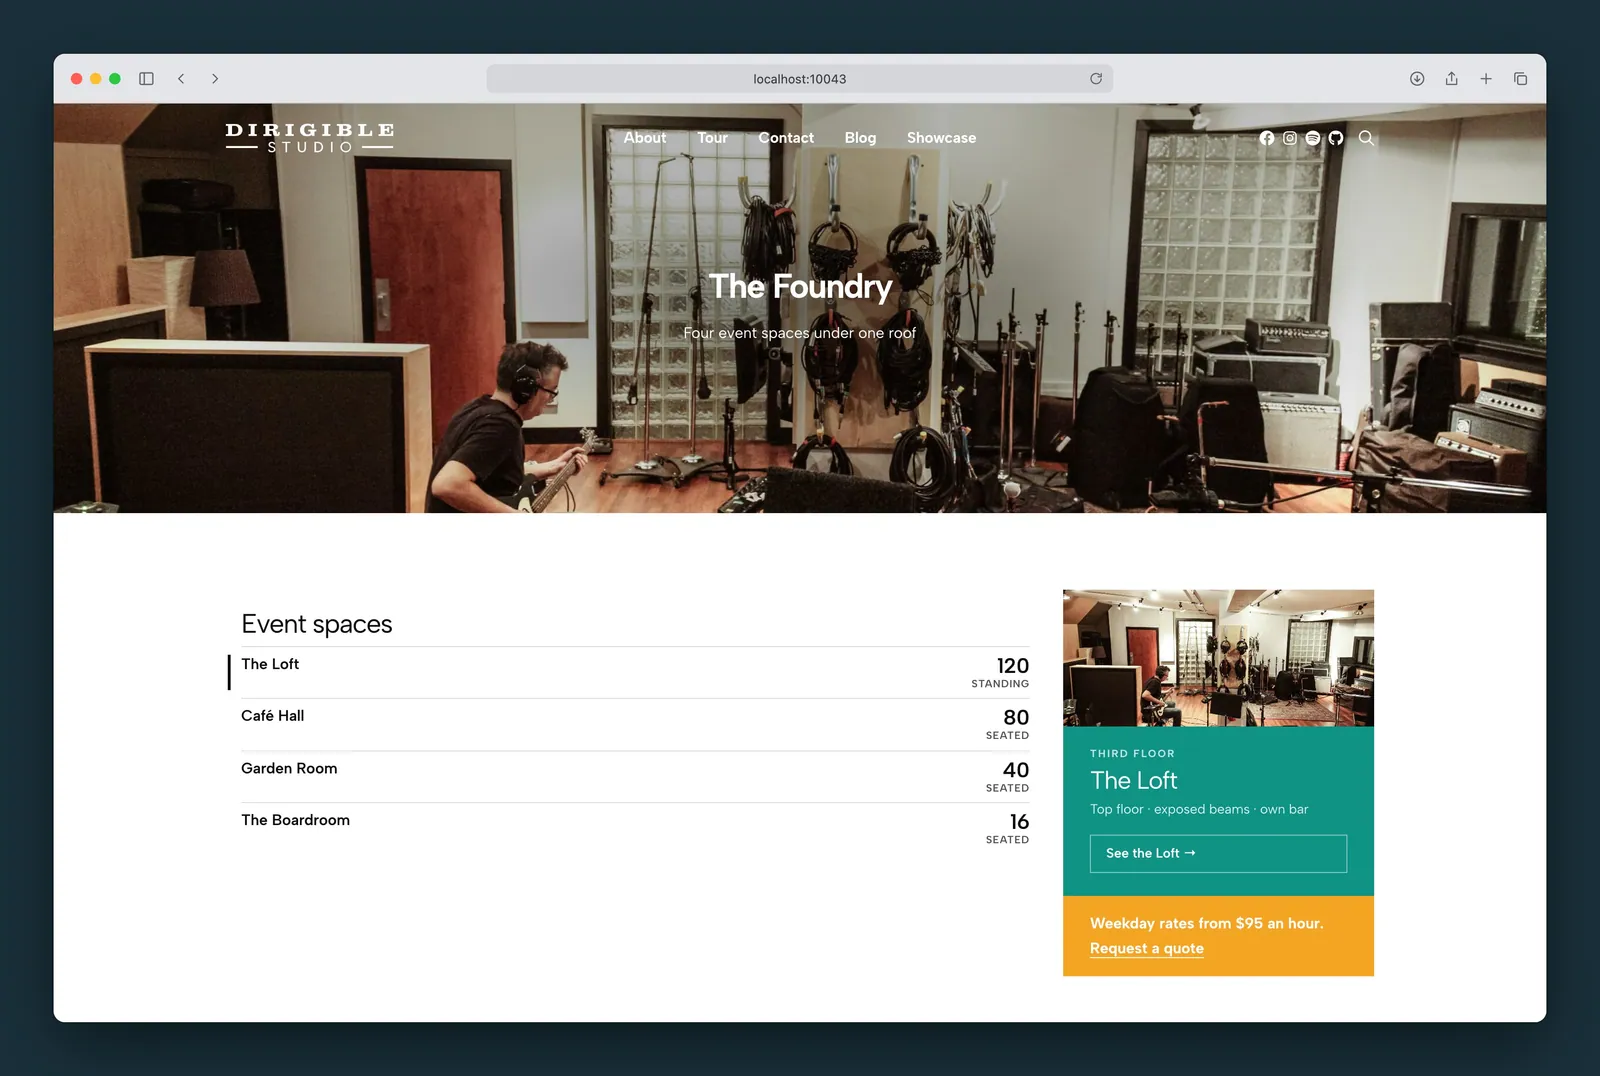 localhost:10043
DIRIGIBLE
STUDIO
About Tour Contact Blog Showcase
The Foundry
Four event spaces under one roof
Event spaces
The Loft
120
STANDING
Café Hall
80
SEATED
Garden Room
40
SEATED
The Boardroom
16
SEATED
THIRD FLOOR
The Loft
Top floor · exposed beams · own bar
See the Loft →
Weekday rates from $95 an hour.
Request a quote